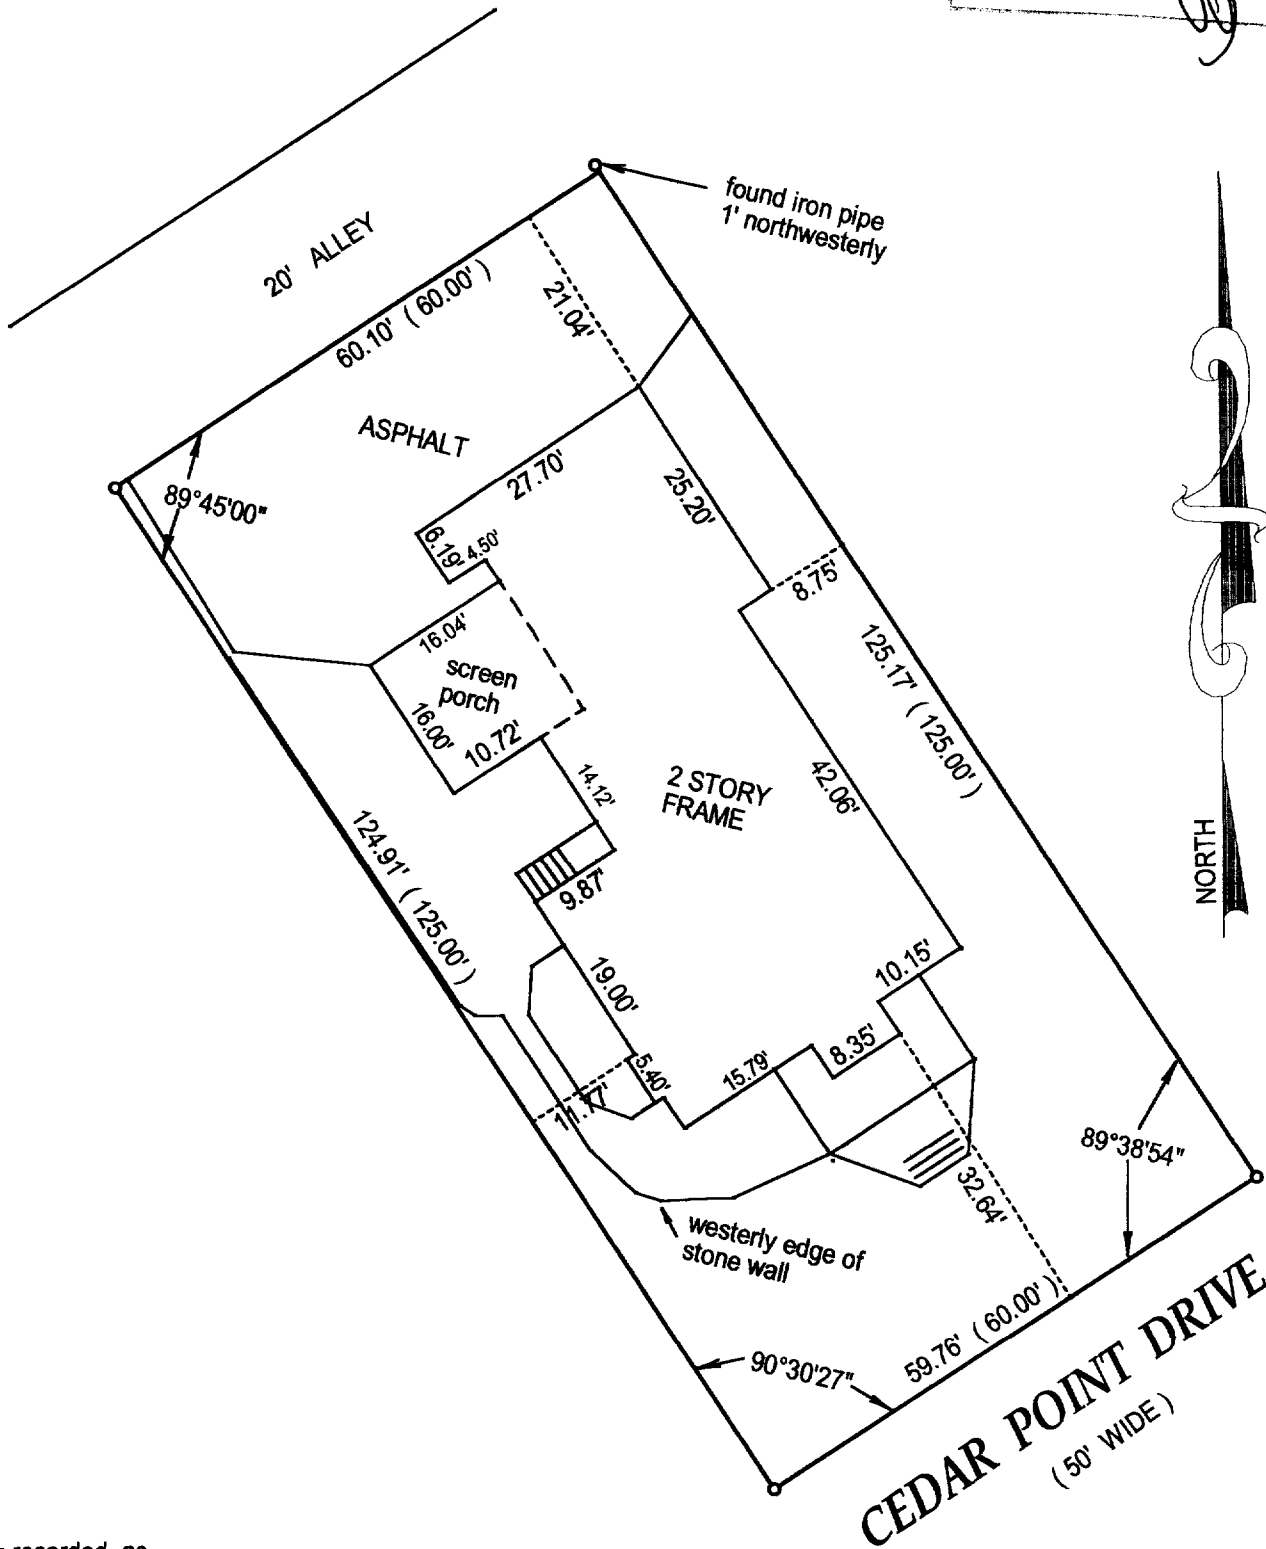 found iron pipe
1' northwesterly
20' ALLEY
60.10' ( 60.00' )
21.04'
ASPHALT
89°45'00"
27.70'
25.20'
6.19'
4.50'
8.75'
16.04'
screen
porch
16.00'
10.72'
125.17' ( 125.00' )
2 STORY
FRAME
42.06'
14.12'
124.91' ( 125.00' )
NORTH
9.87'
10.15'
19.00'
8.35'
15.79'
5.40'
11.77'
89°38'54"
32.64'
westerly edge of
stone wall
59.76' ( 60.00' )
90°30'27"
CEDAR POINT DRIVE
( 50' WIDE )